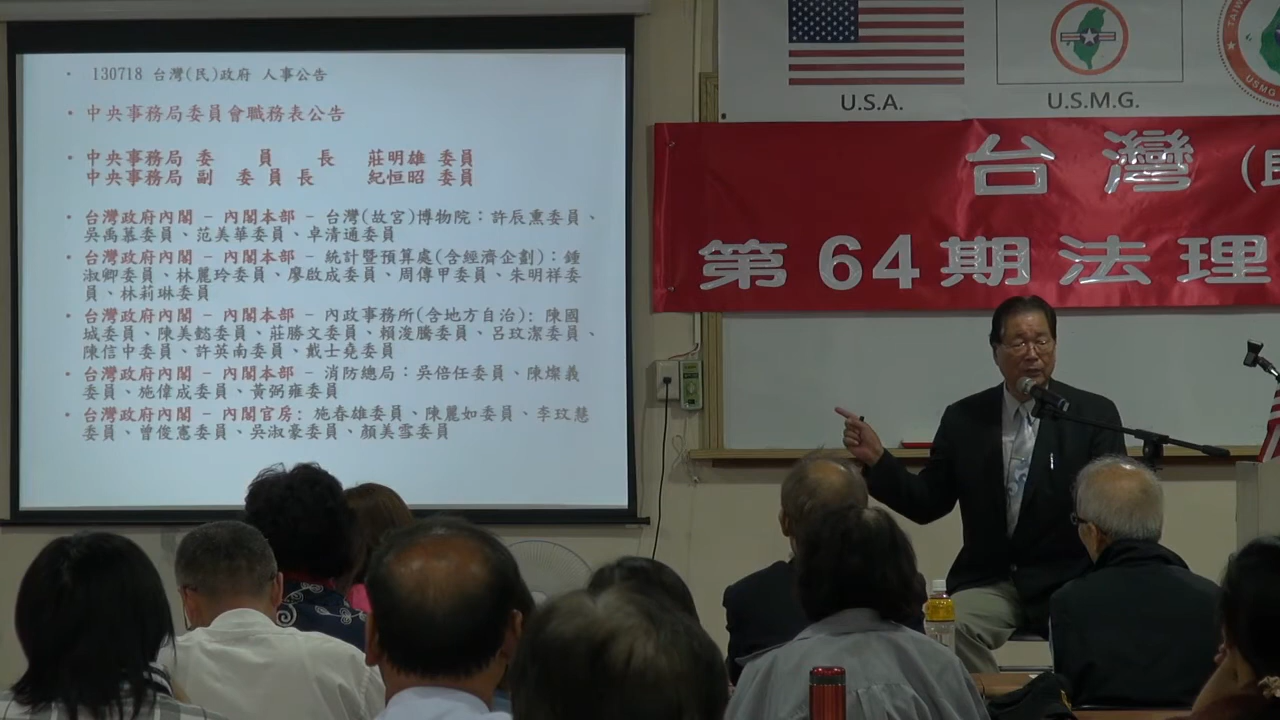 130718 台灣(民)政府 人事公告
中央事務局委員會職務表公告
中央事務局 委 員 長 莊明雄 委員
中央事務局 副 委 員 長 紀恒昭 委員
台灣政府內閣 – 內閣本部 – 台灣(故宮)博物院：許辰熏委員、
吳禹慕委員、范美華委員、卓清通委員
台灣政府內閣 – 內閣本部 – 統計暨預算處(含經濟企劃)：鍾
淑卿委員、林麗玲委員、廖啟成委員、周傳甲委員、朱明祥委
員、林莉琳委員
台灣政府內閣 – 內閣本部 – 內政事務所(含地方自治)：陳國
城委員、陳美懿委員、莊勝文委員、賴浚騰委員、呂玟潔委員、
陳信中委員、許英南委員、戴士堯委員
台灣政府內閣 – 內閣本部 – 消防總局：吳倍任委員、陳燦義
委員、施偉成委員、黃弼雍委員
台灣政府內閣 – 內閣官房：施春雄委員、陳麗如委員、李玟慧
委員、曾俊憲委員、吳淑豪委員、顏美雪委員
U.S.A.
U.S.M.G.
USMG
台灣(
第64期法理